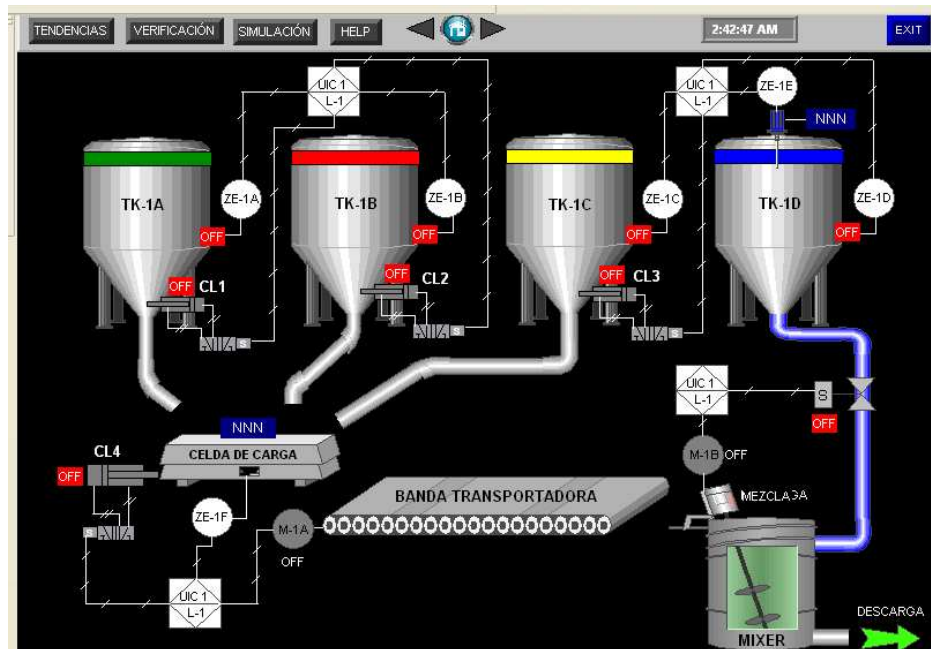 TENDENCIAS
VERIFICACIÓN
SIMULACIÓN
HELP
2:42:47 AM
EXIT
UIC 1
L-1
UIC 1
L-1
ZE-1E
NNN
TK-1A
ZE-1A
TK-1B
ZE-1B
TK-1C
ZE-1C
TK-1D
ZE-1D
OFF
OFF
OFF
OFF
OFF
CL1
OFF
CL2
OFF
CL3
S
S
S
UIC 1
L-1
S
OFF
NNN
CELDA DE CARGA
CL4
OFF
M-1B
OFF
BANDA TRANSPORTADORA
MEZCLAGA
ZE-1F
M-1A
OFF
S
UIC 1
L-1
DESCARGA
MIXER